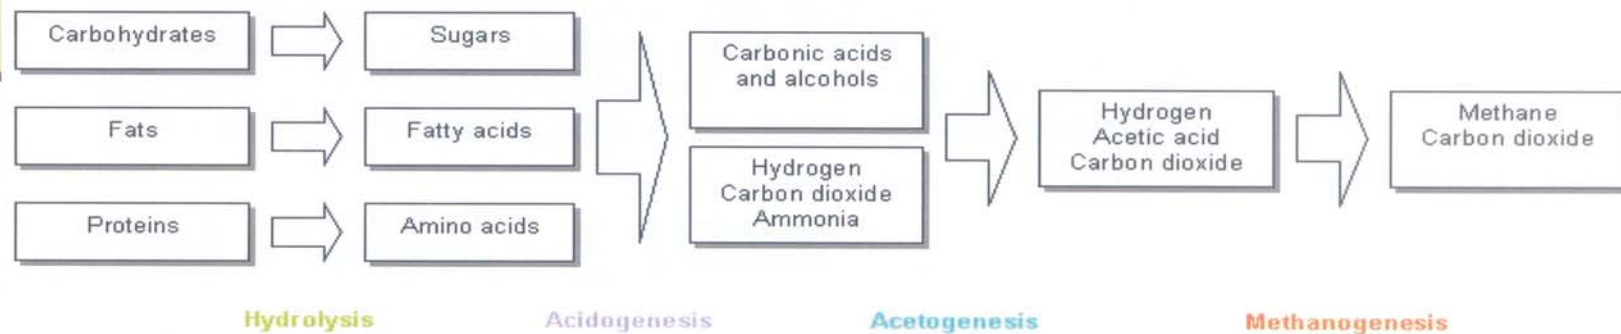 Carbohydrates
Sugars
Fats
Fatty acids
Proteins
Amino acids
Carbonic acids
and alcohols
Hydrogen
Carbon dioxide
Ammonia
Hydrogen
Acetic acid
Carbon dioxide
Methane
Carbon dioxide
Hydrolysis
Acidogenesis
Acetogenesis
Methanogenesis